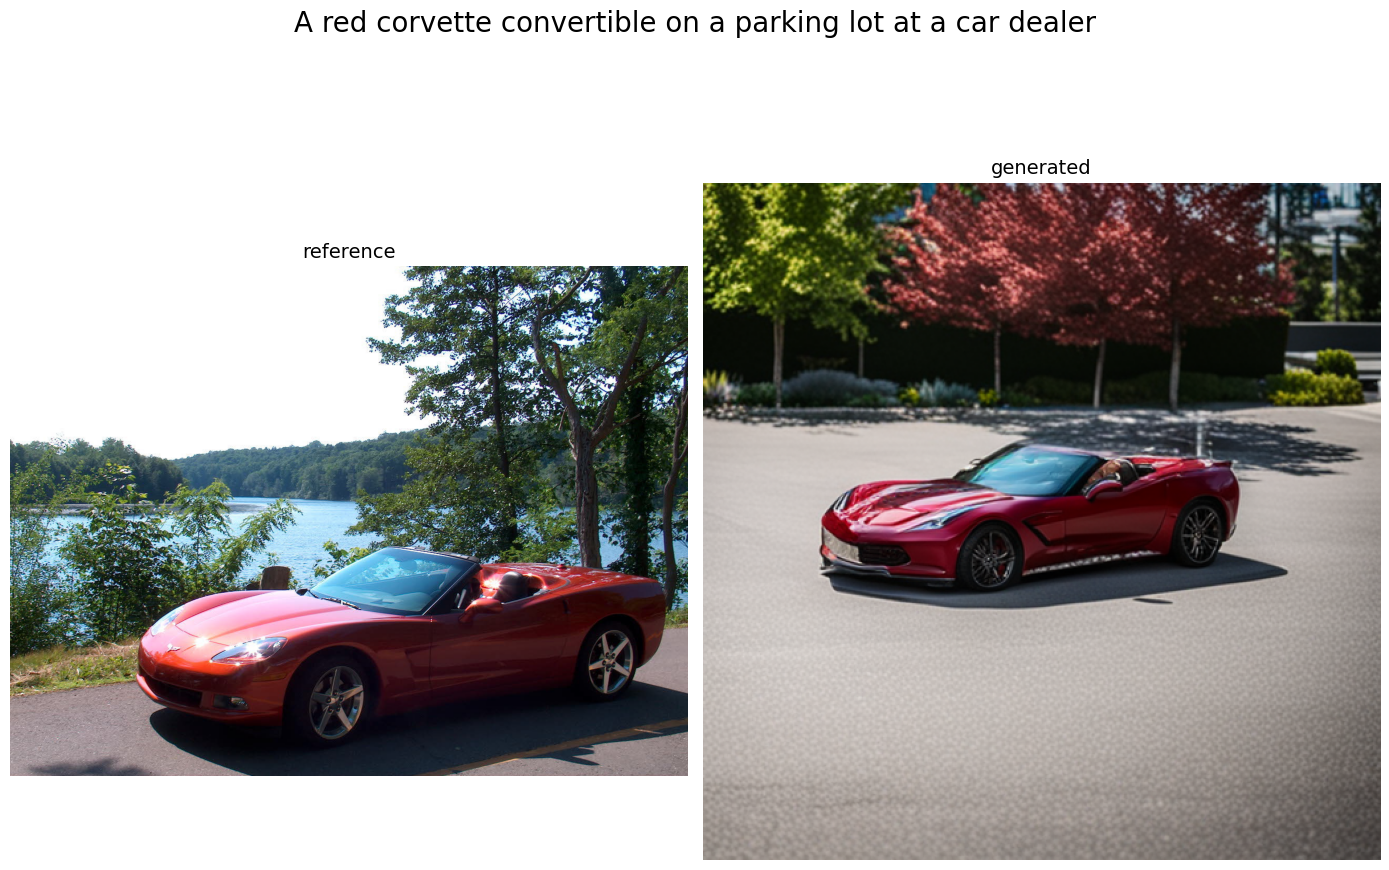 A red corvette convertible on a parking lot at a car dealer
generated
reference